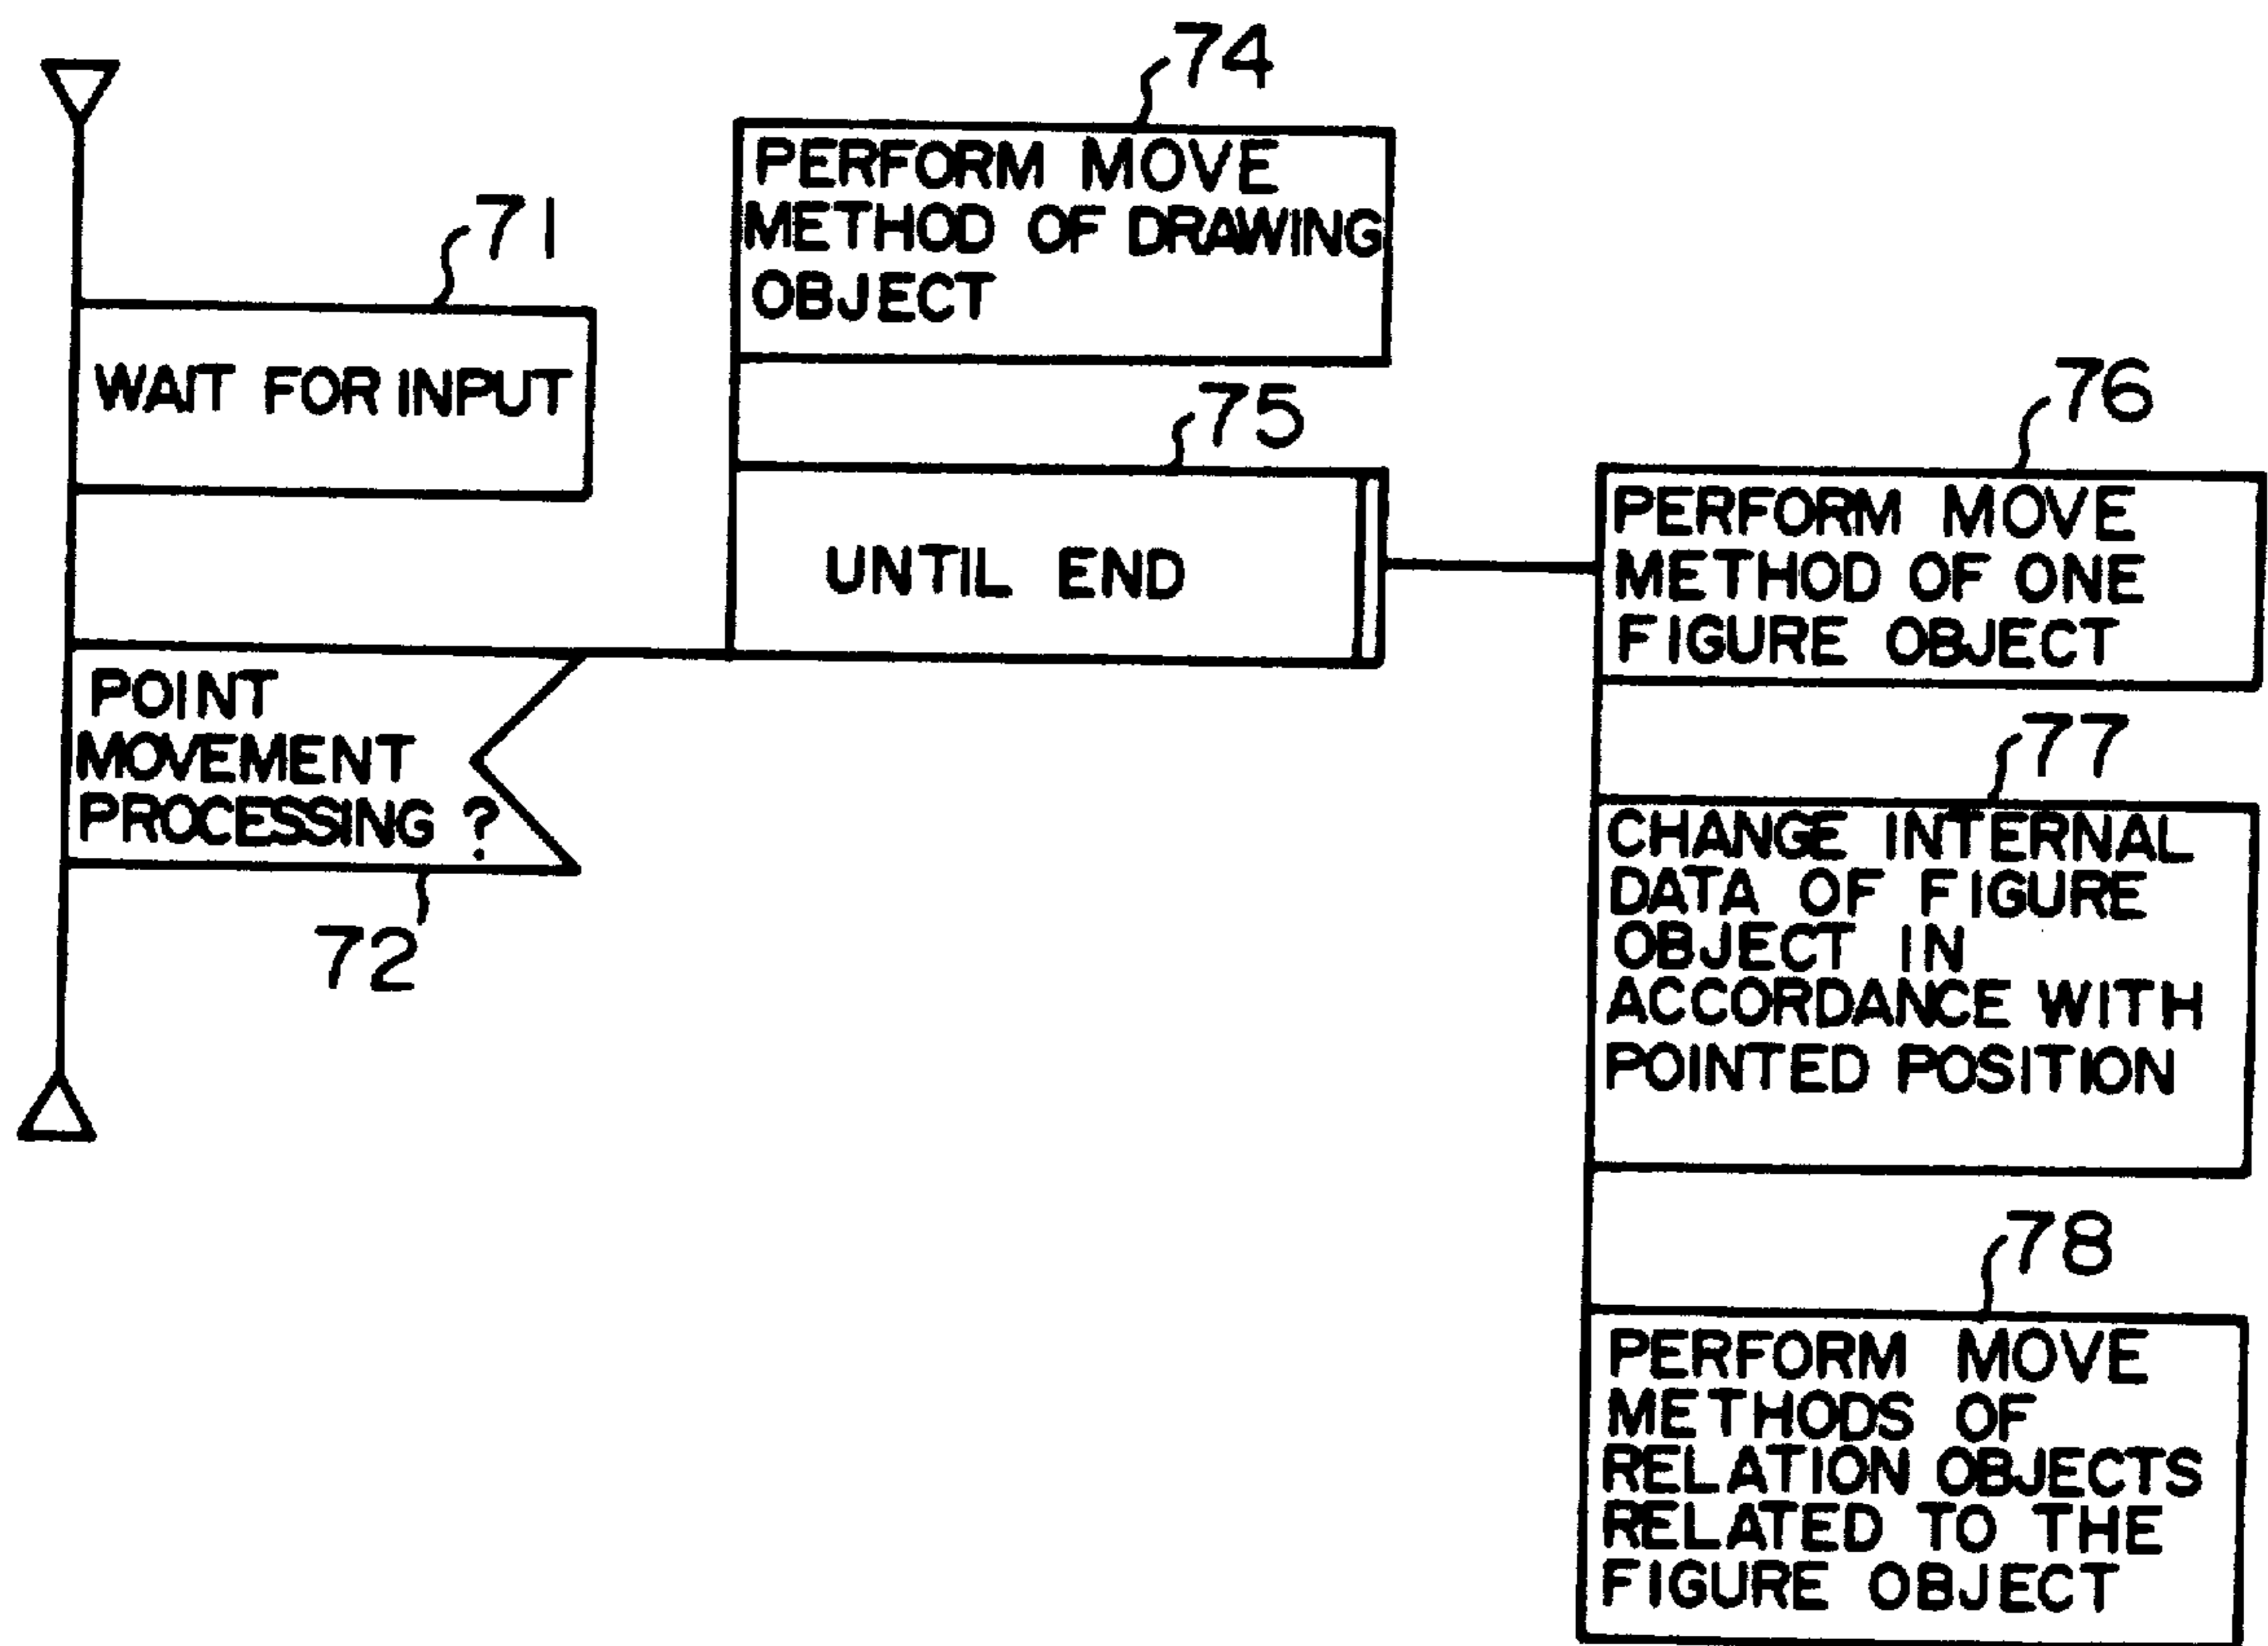 71
WAIT FOR INPUT
POINT
MOVEMENT
PROCESSING ?
72
74
PERFORM MOVE
METHOD OF DRAWING
OBJECT
75
UNTIL END
76
PERFORM MOVE
METHOD OF ONE
FIGURE OBJECT
77
CHANGE INTERNAL
DATA OF FIGURE
OBJECT IN
ACCORDANCE WITH
POINTED POSITION
78
PERFORM MOVE
METHODS OF
RELATION OBJECTS
RELATED TO THE
FIGURE OBJECT